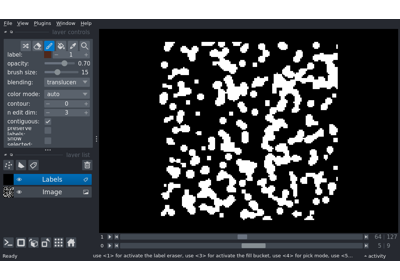 File View Plugins Window Help
layer controls
label: 1
opacity: 0.70
brush size: 15
blending: translucen
color mode: auto
contour: 0
n edit dim: 3
contiguous:
preserve labels:
show selected:
layer list
Labels
Image
1 64 127
0 5 9
Ready use <1> for activate the label eraser, use <3> for activate the fill bucket, use <4> for pick mode, use <5... activity